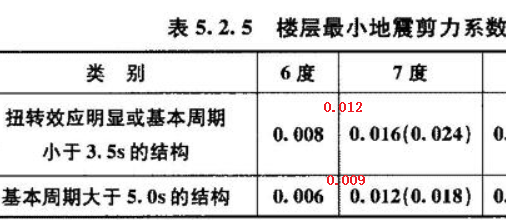 表 5.2.5 楼层最小地震剪力系数
类 别 6 度 7 度
0.012
扭转效应明显或基本周期
小于 3.5s 的结构 0.008 0.016(0.024) 0.
0.009
基本周期大于 5.0s 的结构 0.006 0.012(0.018) 0.